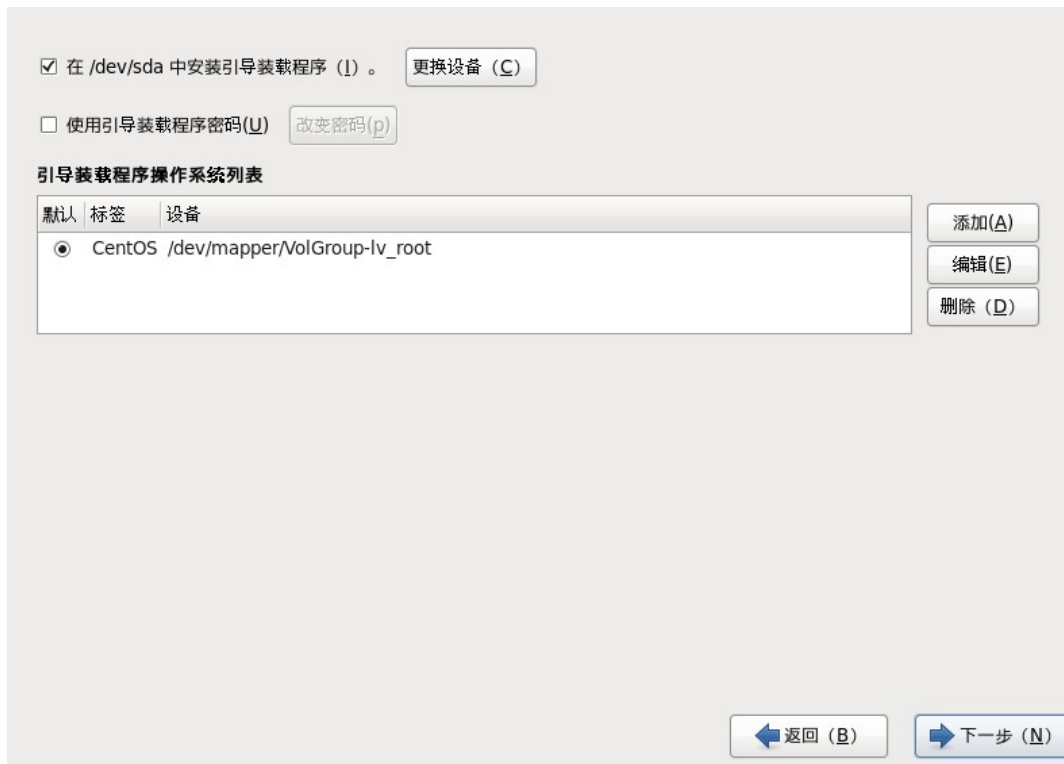 在 /dev/sda 中安装引导装载程序（I）。 更换设备（C）
使用引导装载程序密码(U) 改变密码(p)
引导装载程序操作系统列表
默认 标签 设备
CentOS /dev/mapper/VolGroup-lv_root
添加(A)
编辑(E)
删除（D）
返回（B） 下一步（N）